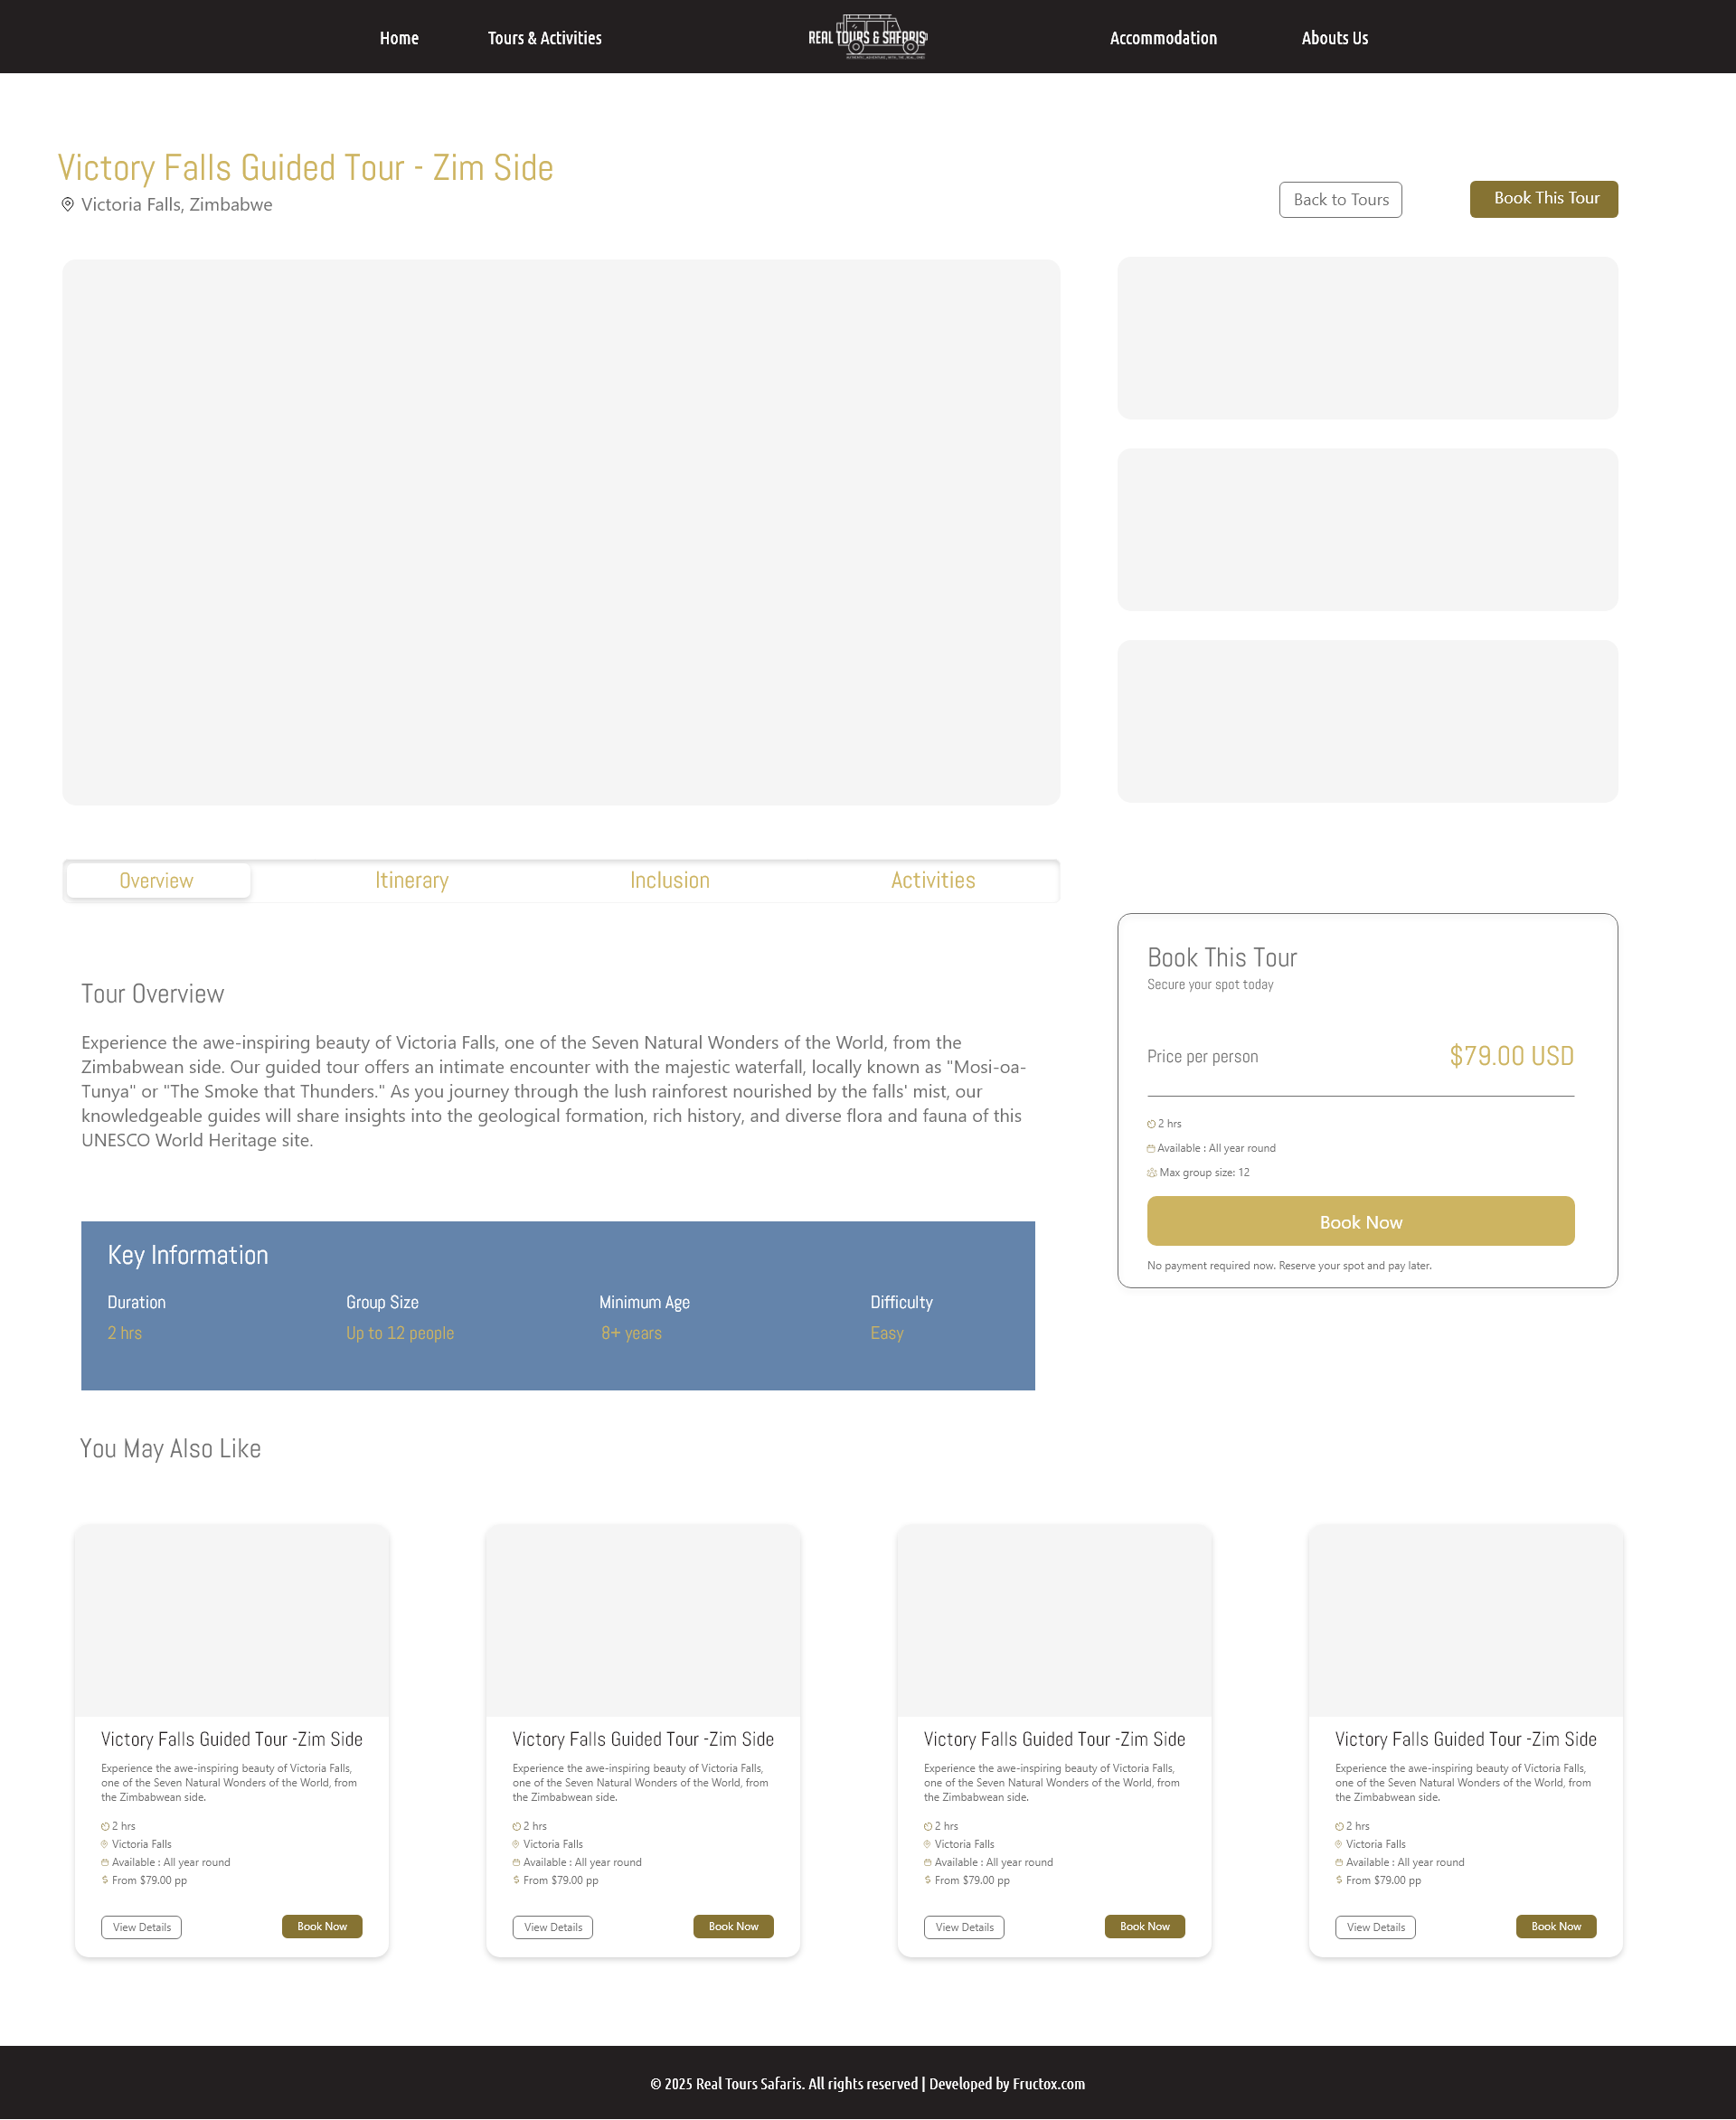 Home
Tours & Activities
REAL TOURS & SAFARIS
Accommodation
Abouts Us
Victory Falls Guided Tour - Zim Side
Victoria Falls, Zimbabwe
Back to Tours
Book This Tour
Overview
Itinerary
Inclusion
Activities
Tour Overview
Experience the awe-inspiring beauty of Victoria Falls, one of the Seven Natural Wonders of the World, from the
Zimbabwean side. Our guided tour offers an intimate encounter with the majestic waterfall, locally known as "Mosi-oa-
Tunya" or "The Smoke that Thunders." As you journey through the lush rainforest nourished by the falls' mist, our
knowledgeable guides will share insights into the geological formation, rich history, and diverse flora and fauna of this
UNESCO World Heritage site.
Book This Tour
Secure your spot today
Price per person
$79.00 USD
2 hrs
Available : All year round
Max group size: 12
Book Now
No payment required now. Reserve your spot and pay later.
Key Information
Duration
Group Size
Minimum Age
Difficulty
2 hrs
Up to 12 people
8+ years
Easy
You May Also Like
Victory Falls Guided Tour -Zim Side
Experience the awe-inspiring beauty of Victoria Falls,
one of the Seven Natural Wonders of the World, from
the Zimbabwean side.
2 hrs
Victoria Falls
Available : All year round
From $79.00 pp
View Details
Book Now
Victory Falls Guided Tour -Zim Side
Experience the awe-inspiring beauty of Victoria Falls,
one of the Seven Natural Wonders of the World, from
the Zimbabwean side.
2 hrs
Victoria Falls
Available : All year round
From $79.00 pp
View Details
Book Now
Victory Falls Guided Tour -Zim Side
Experience the awe-inspiring beauty of Victoria Falls,
one of the Seven Natural Wonders of the World, from
the Zimbabwean side.
2 hrs
Victoria Falls
Available : All year round
From $79.00 pp
View Details
Book Now
Victory Falls Guided Tour -Zim Side
Experience the awe-inspiring beauty of Victoria Falls,
one of the Seven Natural Wonders of the World, from
the Zimbabwean side.
2 hrs
Victoria Falls
Available : All year round
From $79.00 pp
View Details
Book Now
© 2025 Real Tours Safaris. All rights reserved | Developed by Fructox.com